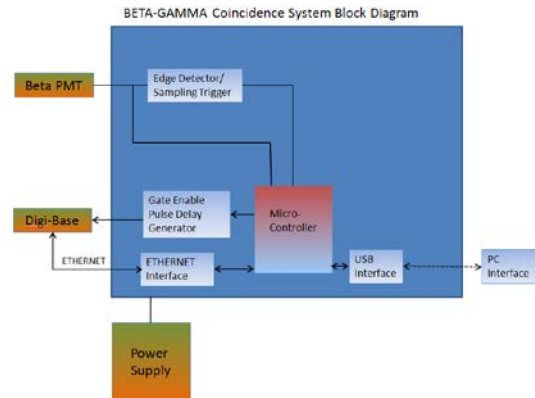 BETA-GAMMA Coincidence System Block Diagram
Beta PMT
Edge Detector/
Sampling Trigger
Gate Enable
Pulse Delay
Generator
Micro-
Controller
Digi-Base
ETHERNET
ETHERNET
Interface
USB
Interface
PC
Interface
Power
Supply